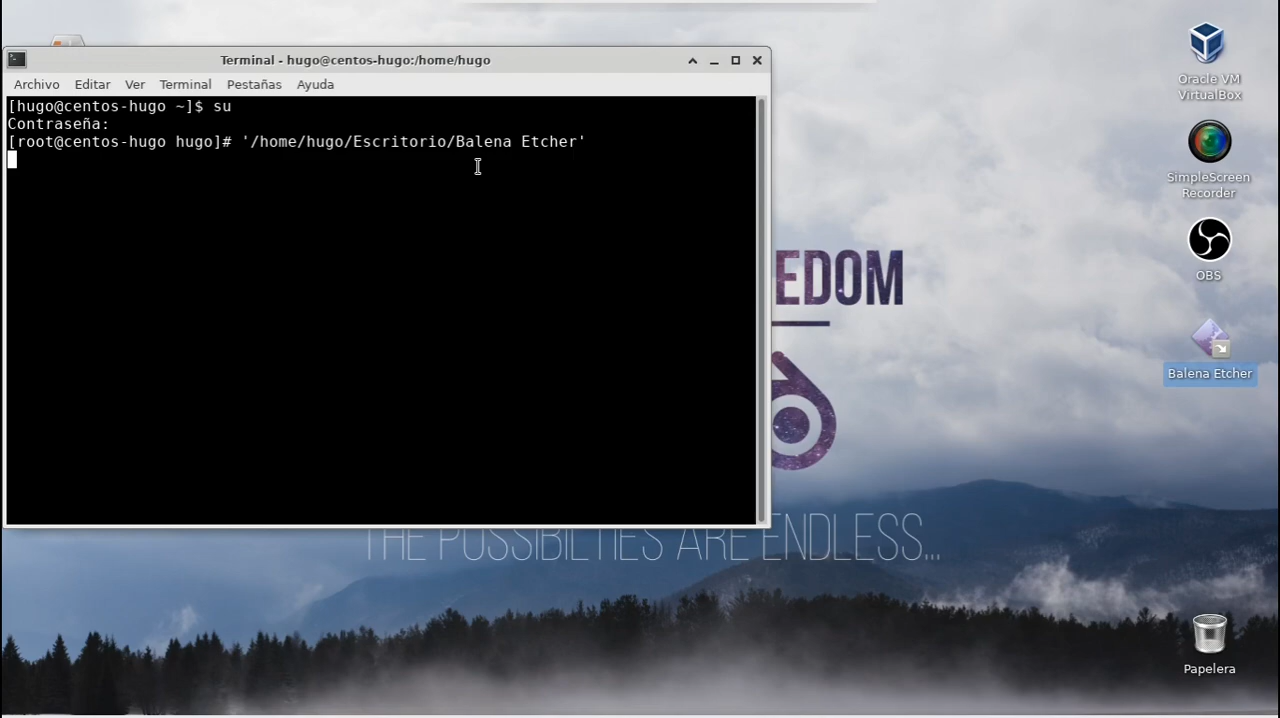 Terminal - hugo@centos-hugo:/home/hugo
Archivo Editar Ver Terminal Pestañas Ayuda
[hugo@centos-hugo ~]$ su
Contraseña:
[root@centos-hugo hugo]# '/home/hugo/Escritorio/Balena Etcher'
Oracle VM
VirtualBox
SimpleScreen
Recorder
OBS
Balena Etcher
EDOM
THE POSSIBILTIES ARE ENDLESS...
Papelera